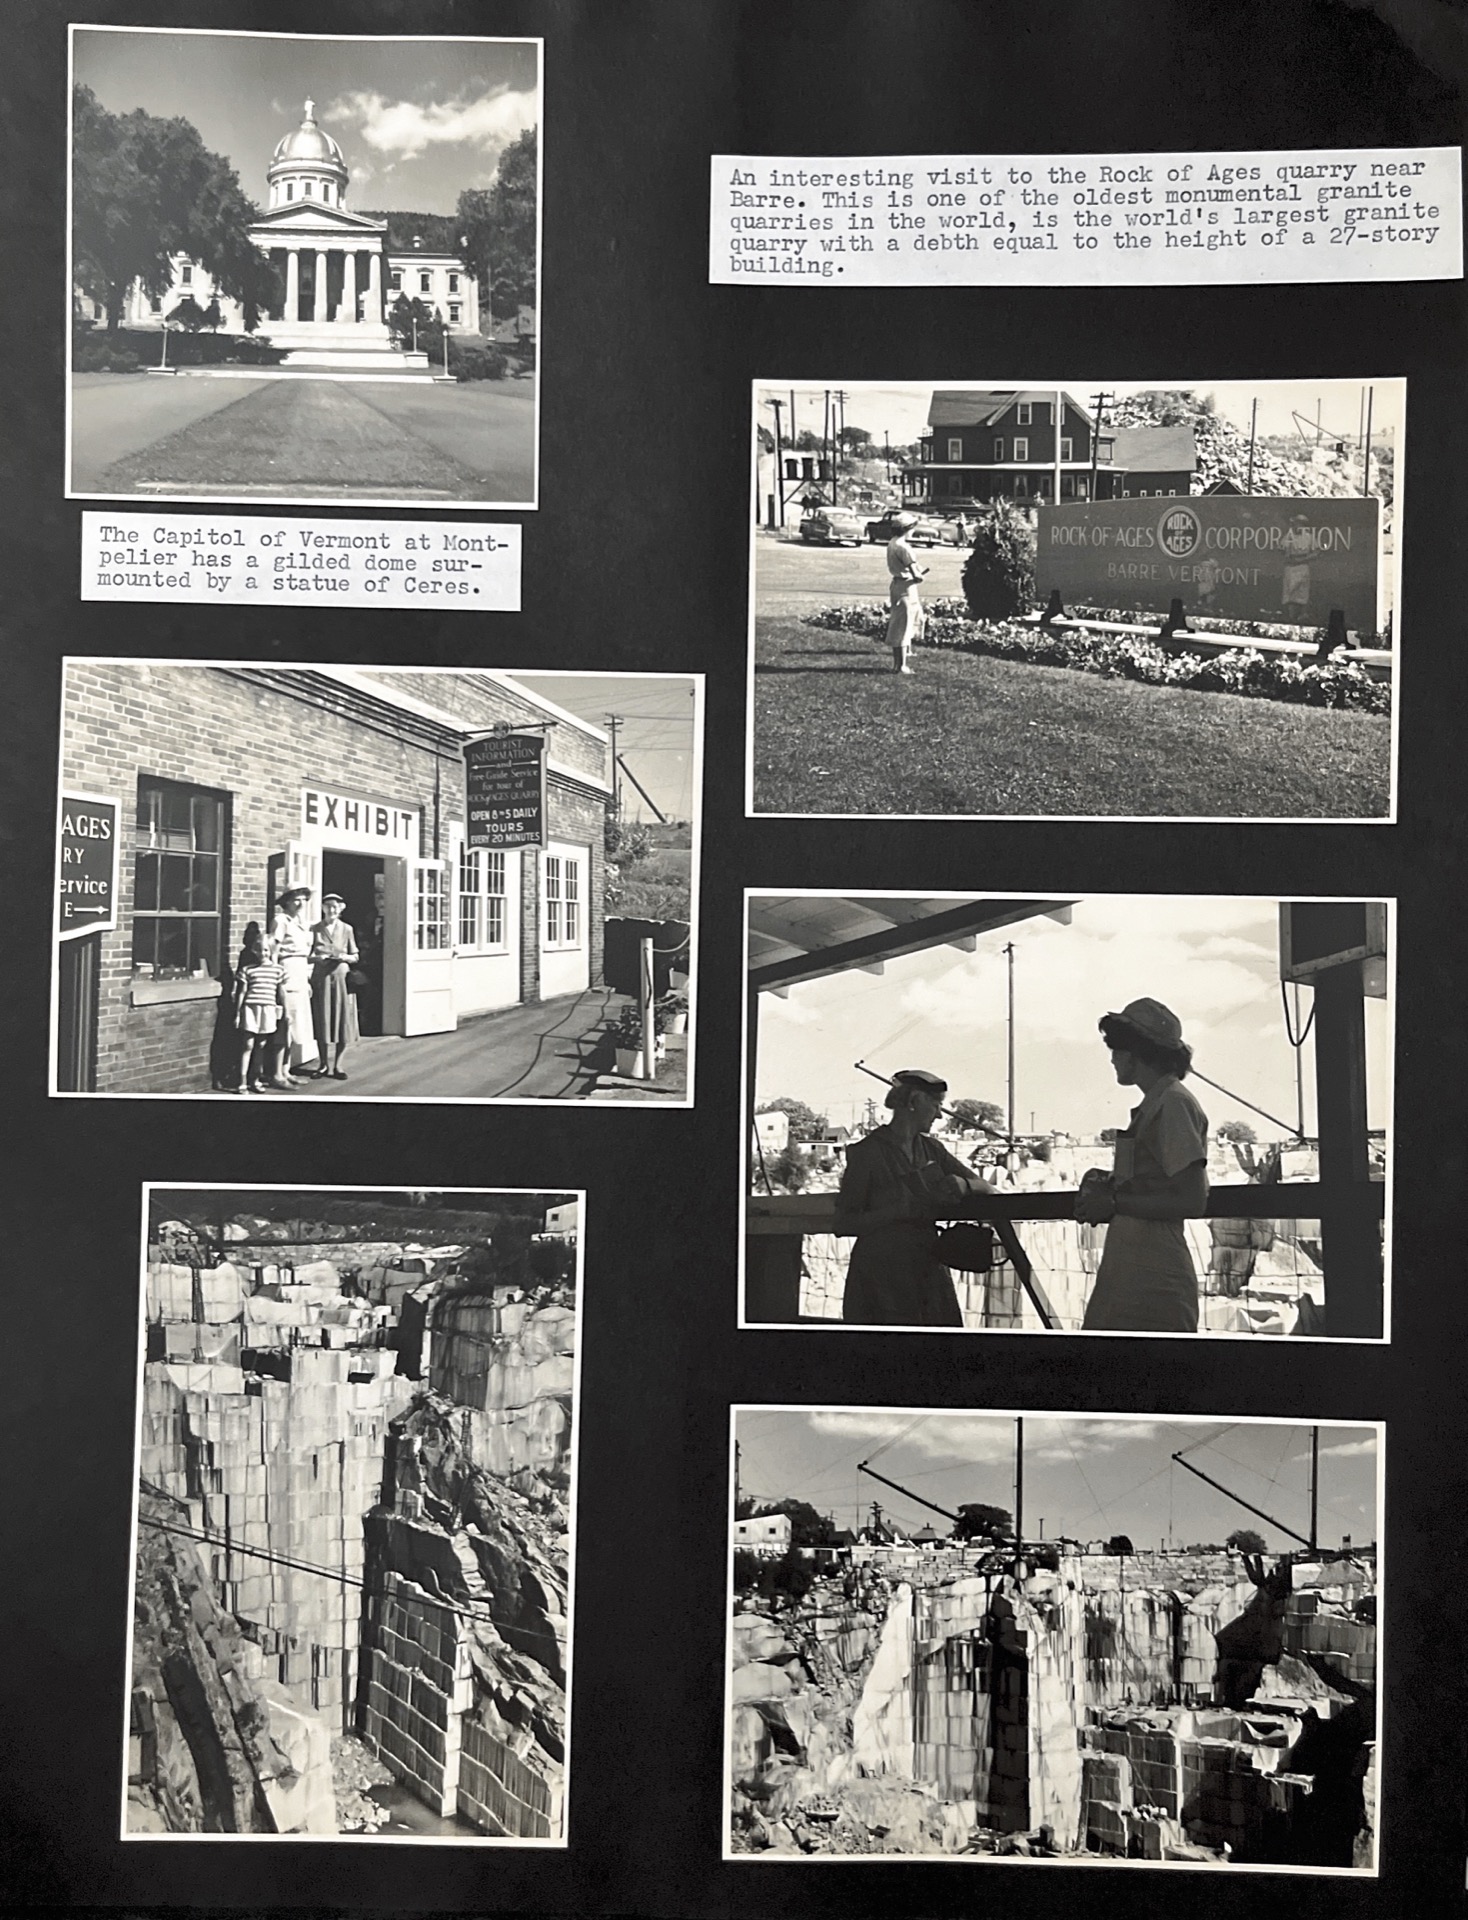 An interesting visit to the Rock of Ages quarry near
Barre. This is one of the oldest monumental granite
quarries in the world, is the world's largest granite
quarry with a debth equal to the height of a 27-story
building.
The Capitol of Vermont at Mont-
pelier has a gilded dome sur-
mounted by a statue of Ceres.
ROCK OF AGES ROCK of AGES CORPORATION
BARRE VERMONT
TOURIST
INFORMATION
and
Free Guide Service
for tour of
ROCK of AGES QUARRY
OPEN 8 to 5 DAILY
TOURS
EVERY 20 MINUTES
EXHIBIT
AGES
RY
ervice
E